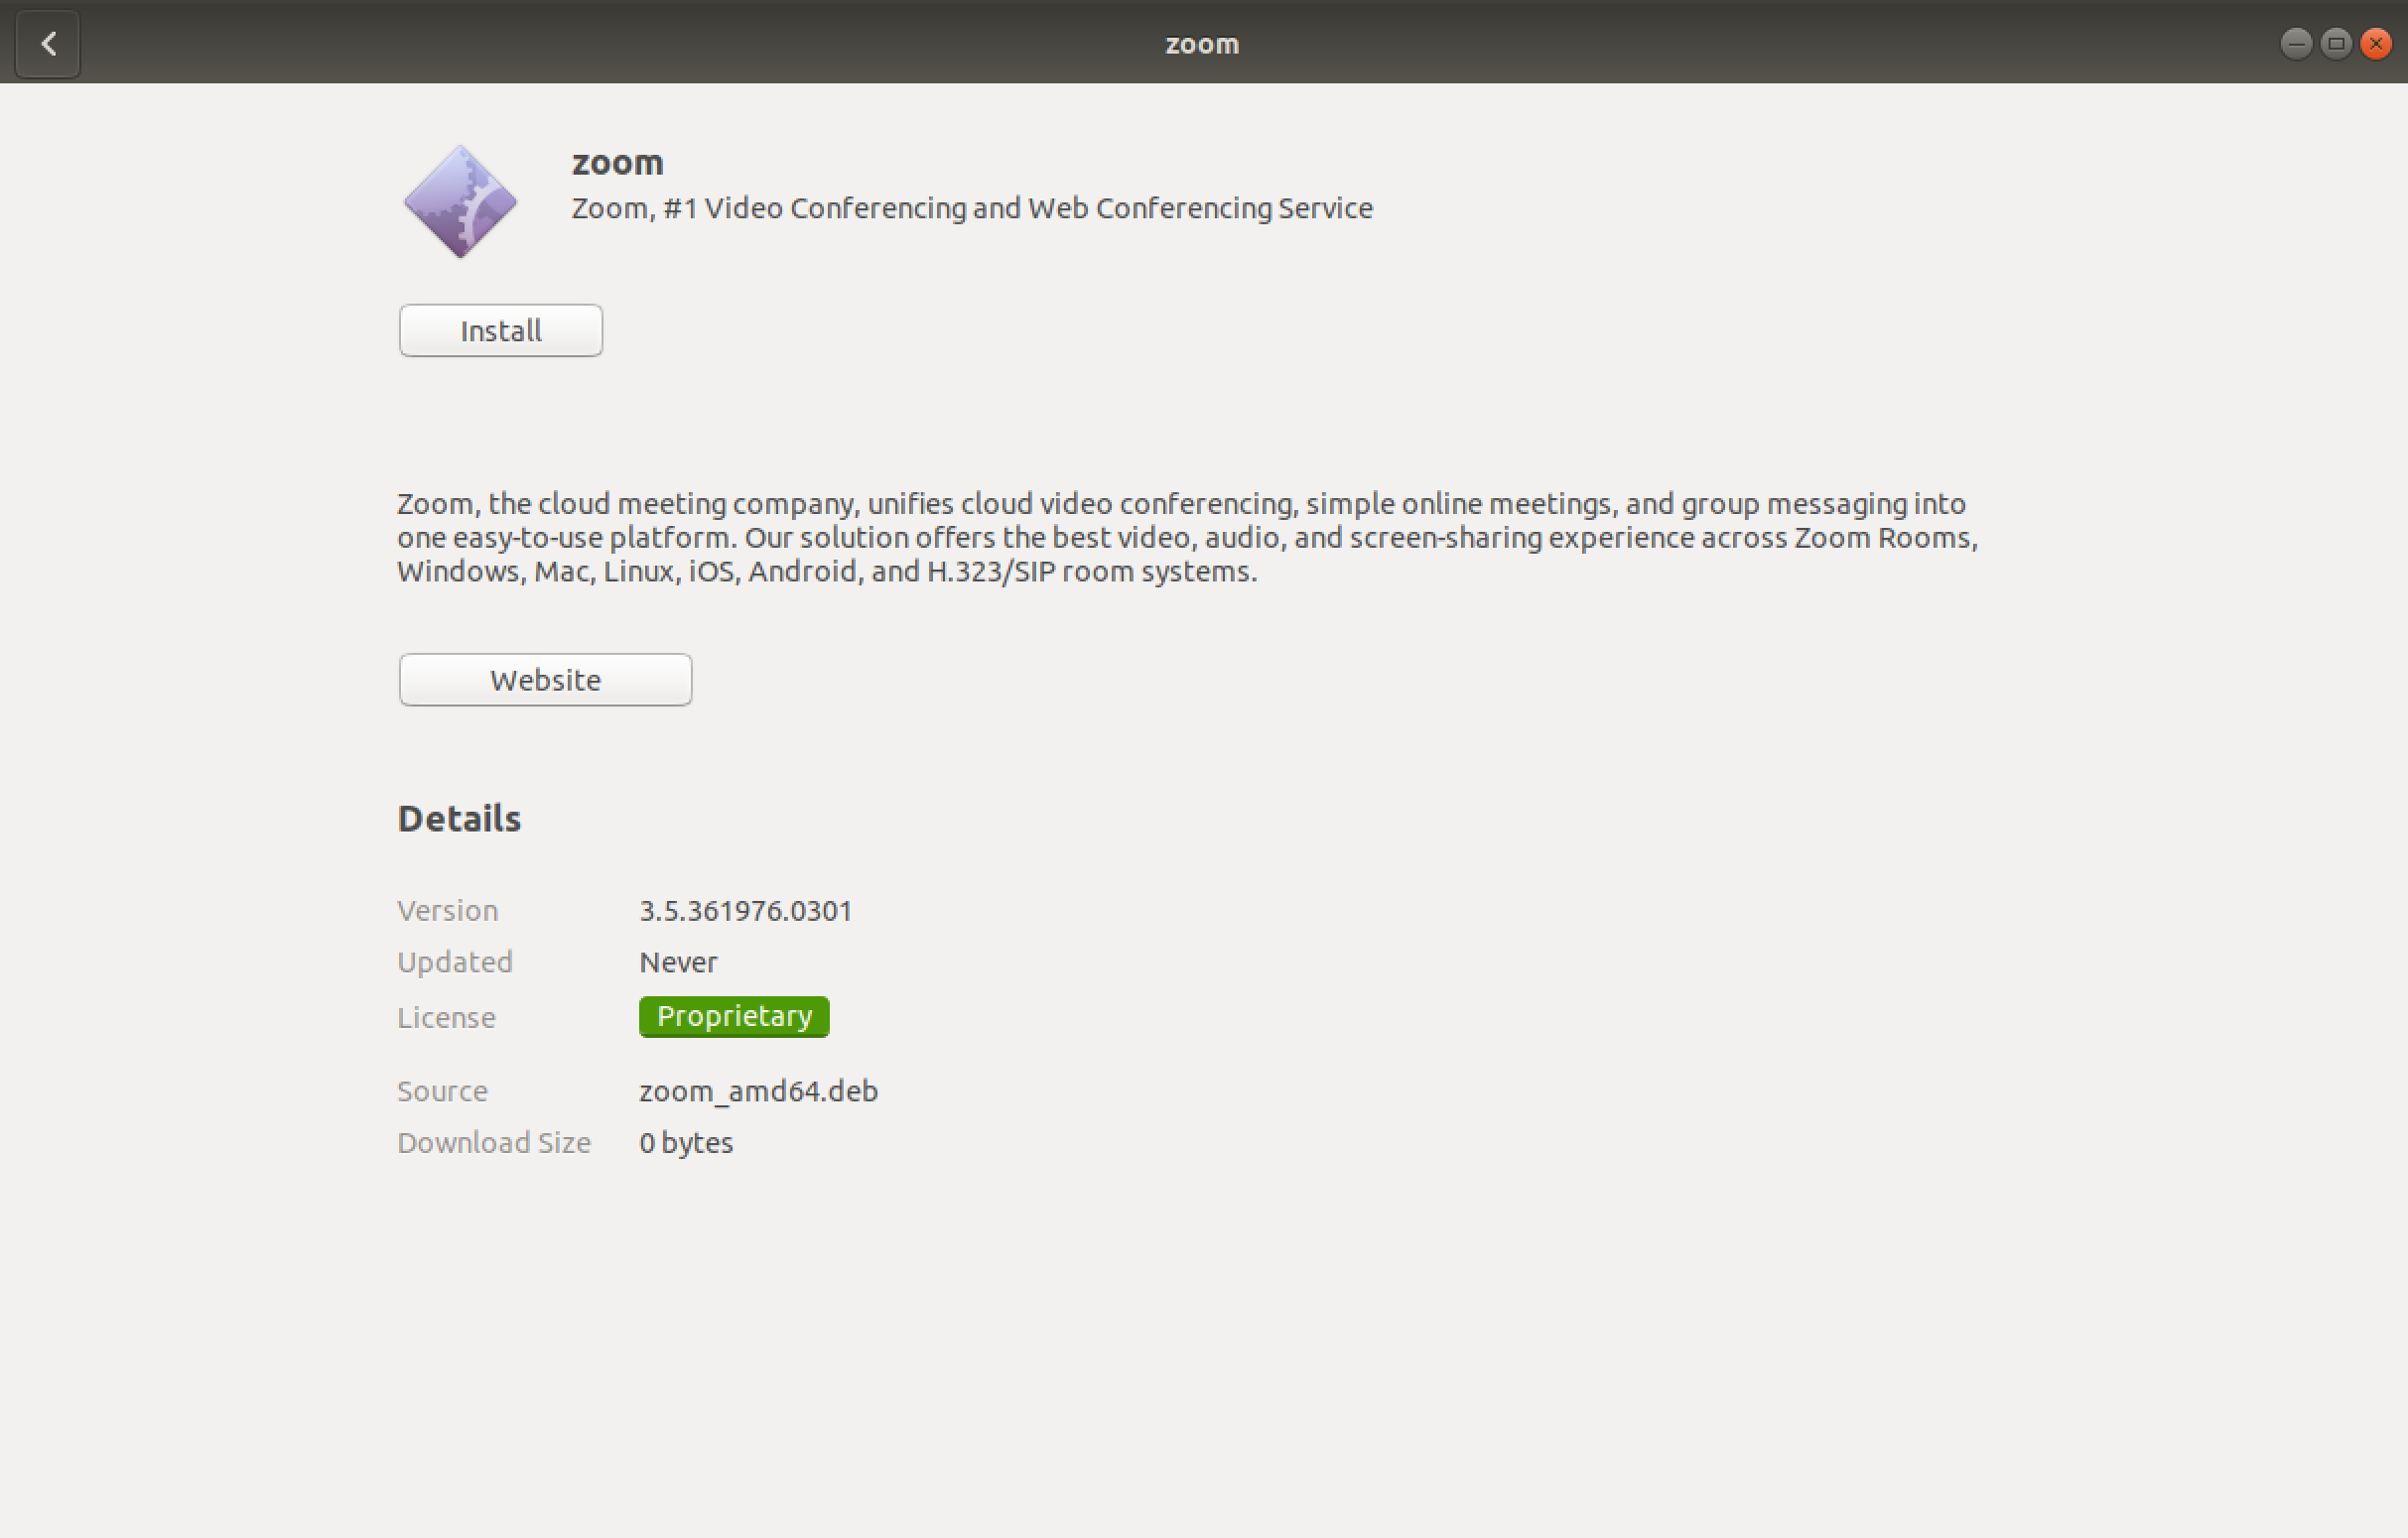 zoom
zoom
Zoom, #1 Video Conferencing and Web Conferencing Service
Install
Zoom, the cloud meeting company, unifies cloud video conferencing, simple online meetings, and group messaging into
one easy-to-use platform. Our solution offers the best video, audio, and screen-sharing experience across Zoom Rooms,
Windows, Mac, Linux, iOS, Android, and H.323/SIP room systems.
Website
Details
Version 3.5.361976.0301
Updated Never
License Proprietary
Source zoom_amd64.deb
Download Size 0 bytes